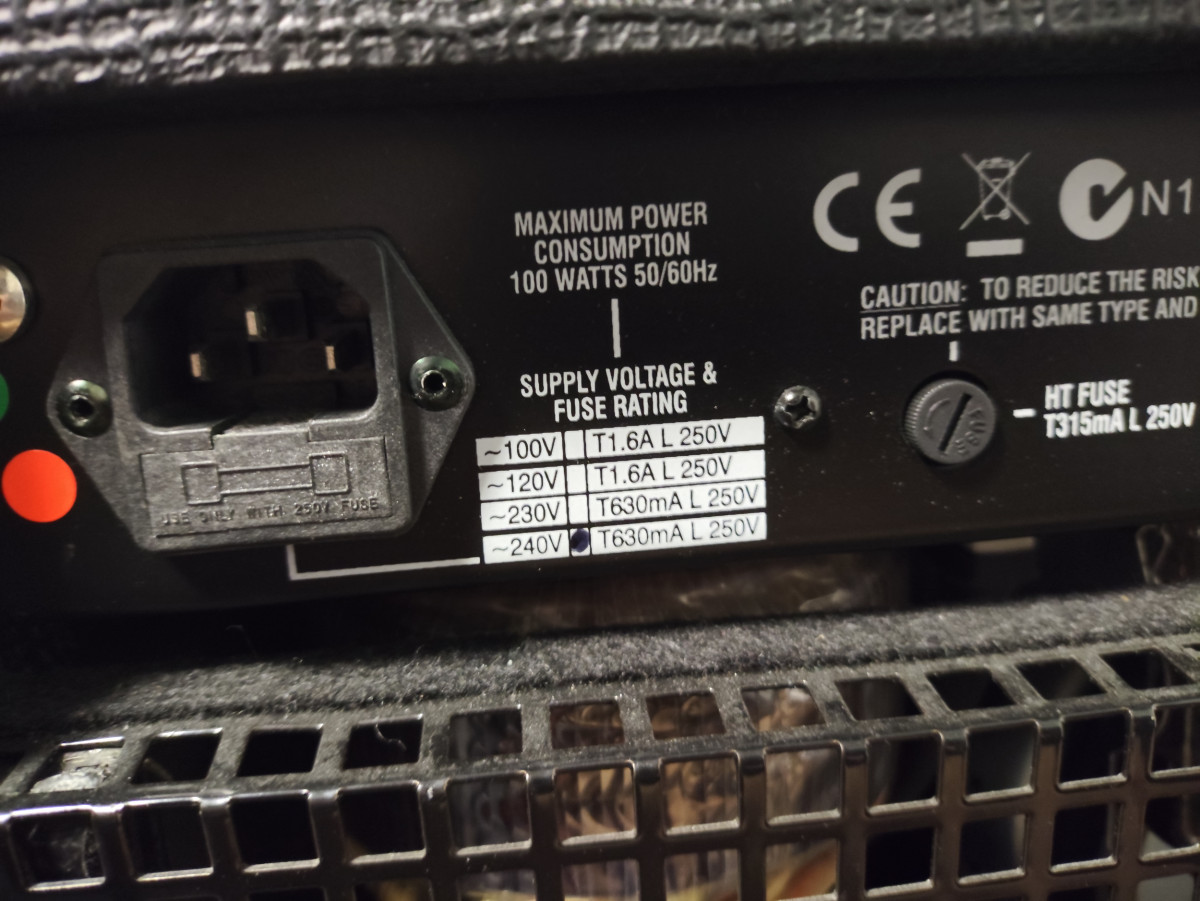 MAXIMUM POWER
CONSUMPTION
100 WATTS 50/60Hz
SUPPLY VOLTAGE &
FUSE RATING
~100V T1.6A L 250V
~120V T1.6A L 250V
~230V T630mA L 250V
~240V T630mA L 250V
USE ONLY WITH 250V FUSE
CE
N1
CAUTION: TO REDUCE THE RISK
REPLACE WITH SAME TYPE AND
FUSE
HT FUSE
T315mA L 250V